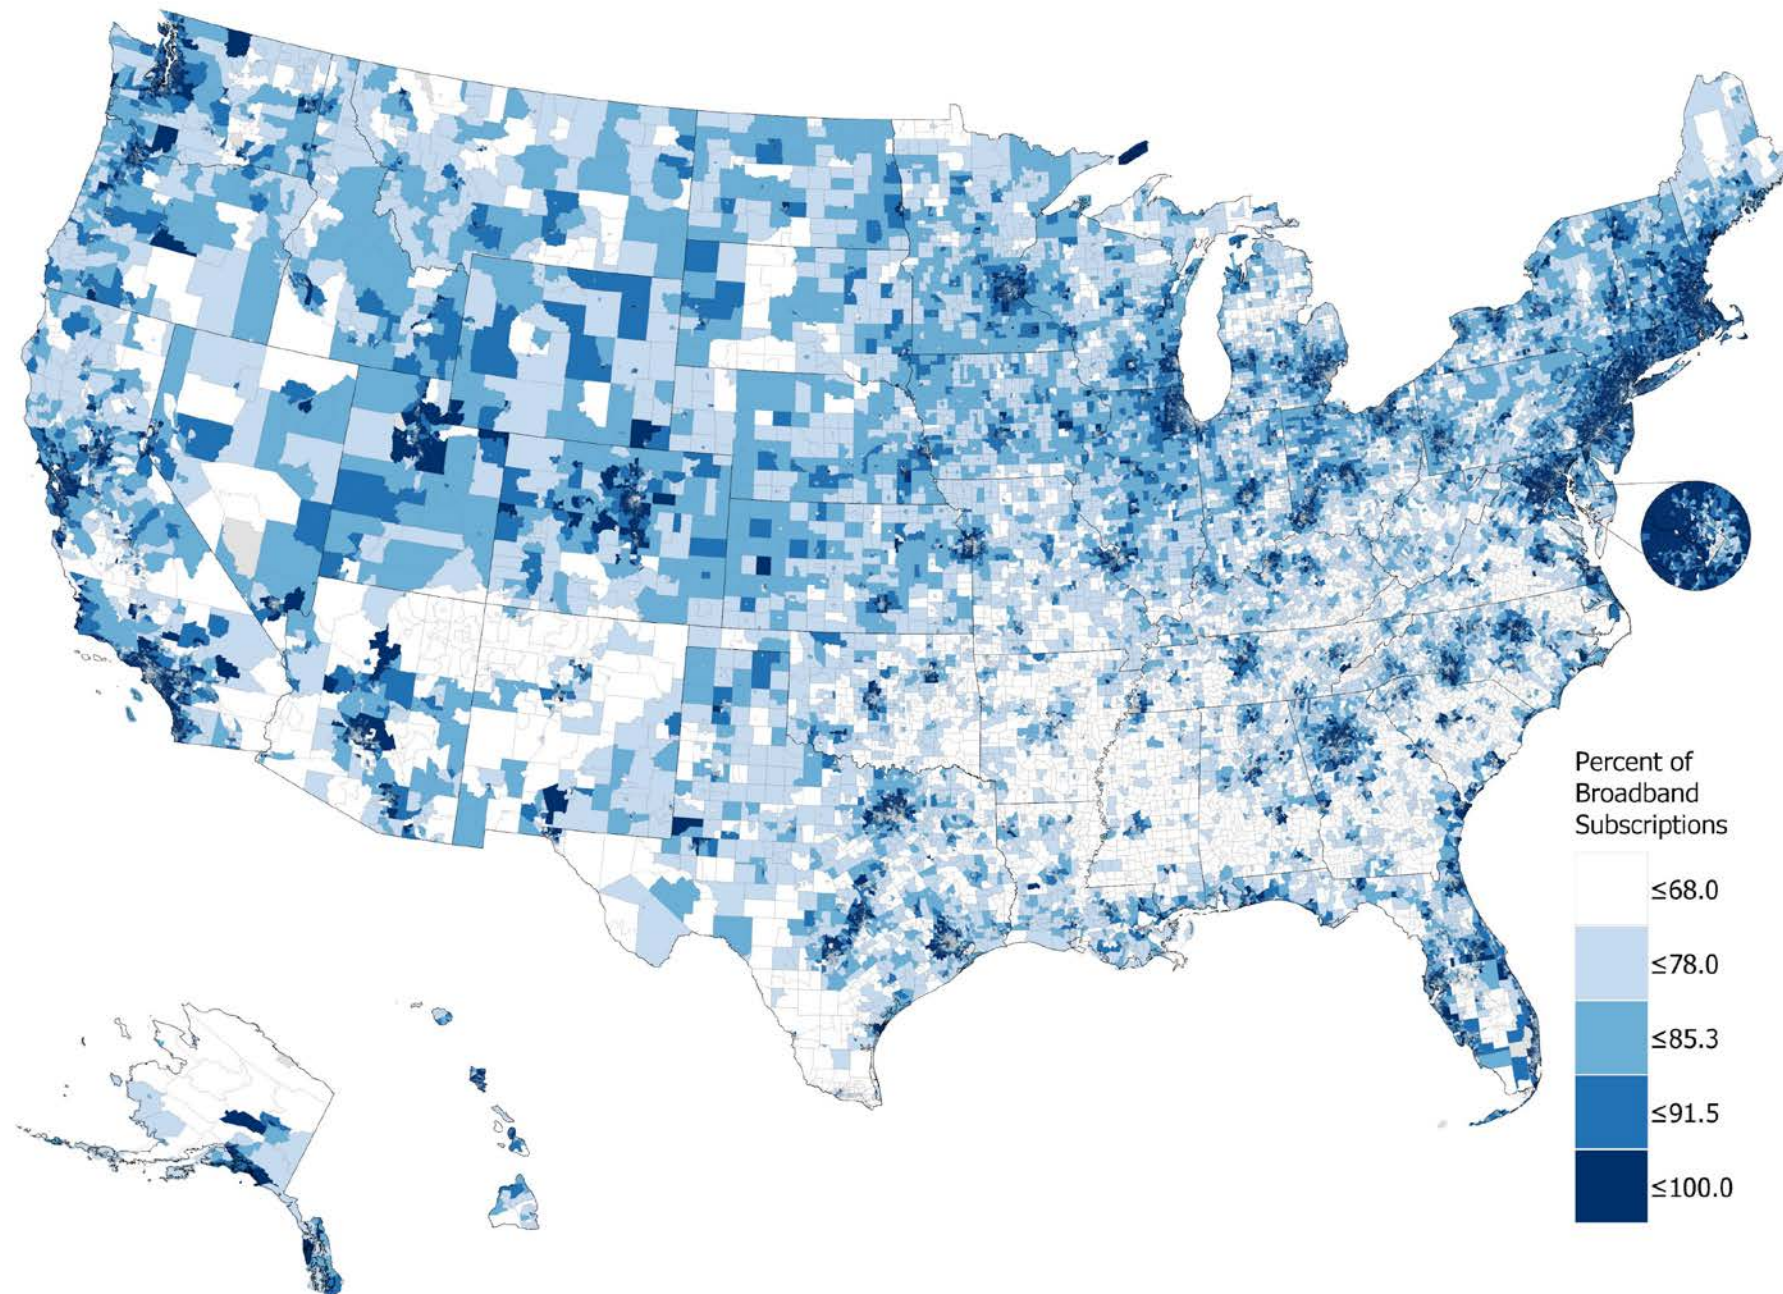 Percent of
Broadband
Subscriptions
≤68.0
≤78.0
≤85.3
≤91.5
≤100.0